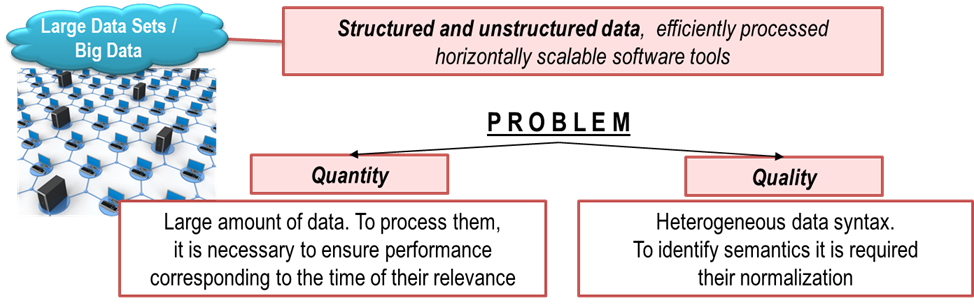 Large Data Sets /
Big Data
Structured and unstructured data, efficiently processed
horizontally scalable software tools
P R O B L E M
Quantity
Quality
Large amount of data. To process them,
it is necessary to ensure performance
corresponding to the time of their relevance
Heterogeneous data syntax.
To identify semantics it is required
their normalization